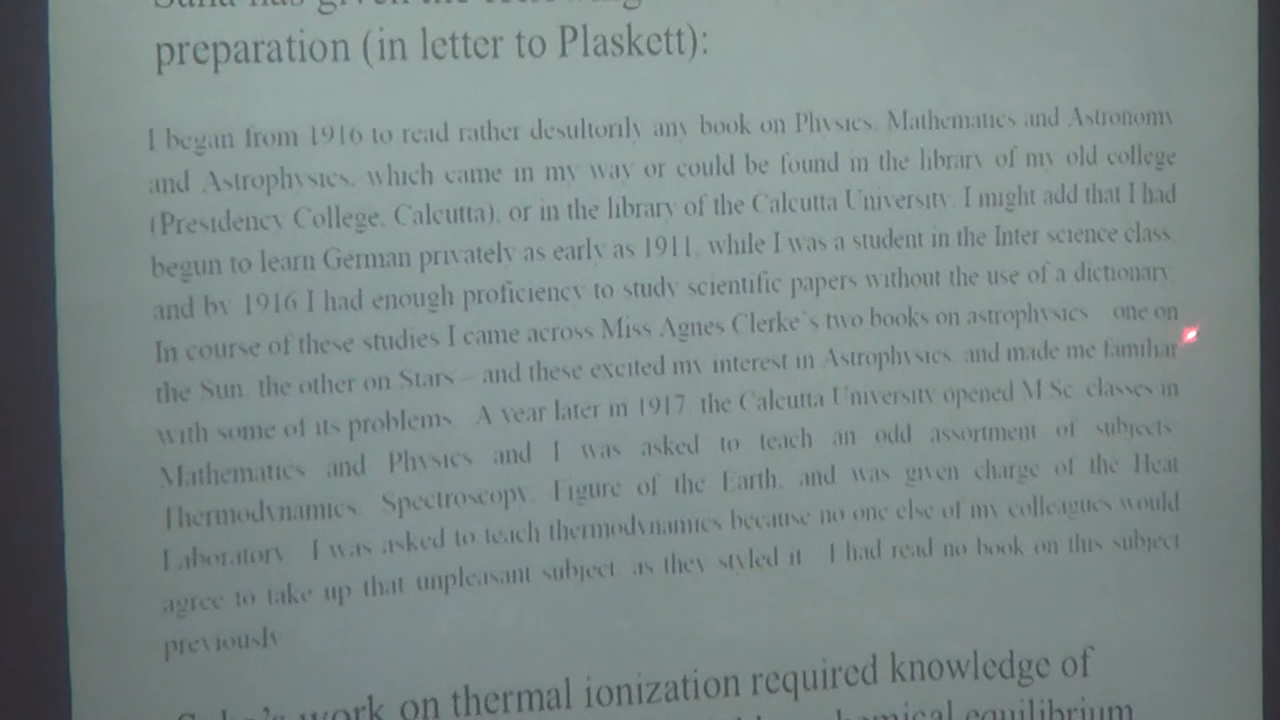 Saha has given the following
preparation (in letter to Plaskett):
I began from 1916 to read rather desultorily any book on Physics, Mathematics and Astronomy
and Astrophysics, which came in my way or could be found in the library of my old college
(Presidency College, Calcutta), or in the library of the Calcutta University. I might add that I had
begun to learn German privately as early as 1911, while I was a student in the Inter science class,
and by 1916 I had enough proficiency to study scientific papers without the use of a dictionary.
In course of these studies I came across Miss Agnes Clerke's two books on astrophysics – one on
the Sun, the other on Stars – and these excited my interest in Astrophysics, and made me familiar
with some of its problems. A year later in 1917, the Calcutta University opened M.Sc. classes in
Mathematics and Physics and I was asked to teach an odd assortment of subjects
Thermodynamics, Spectroscopy, Figure of the Earth, and was given charge of the Heat
Laboratory. I was asked to teach thermodynamics because no one else of my colleagues would
agree to take up that unpleasant subject, as they styled it. I had read no book on this subject
previously.
Saha's work on thermal ionization required knowledge of
chemical equilibrium